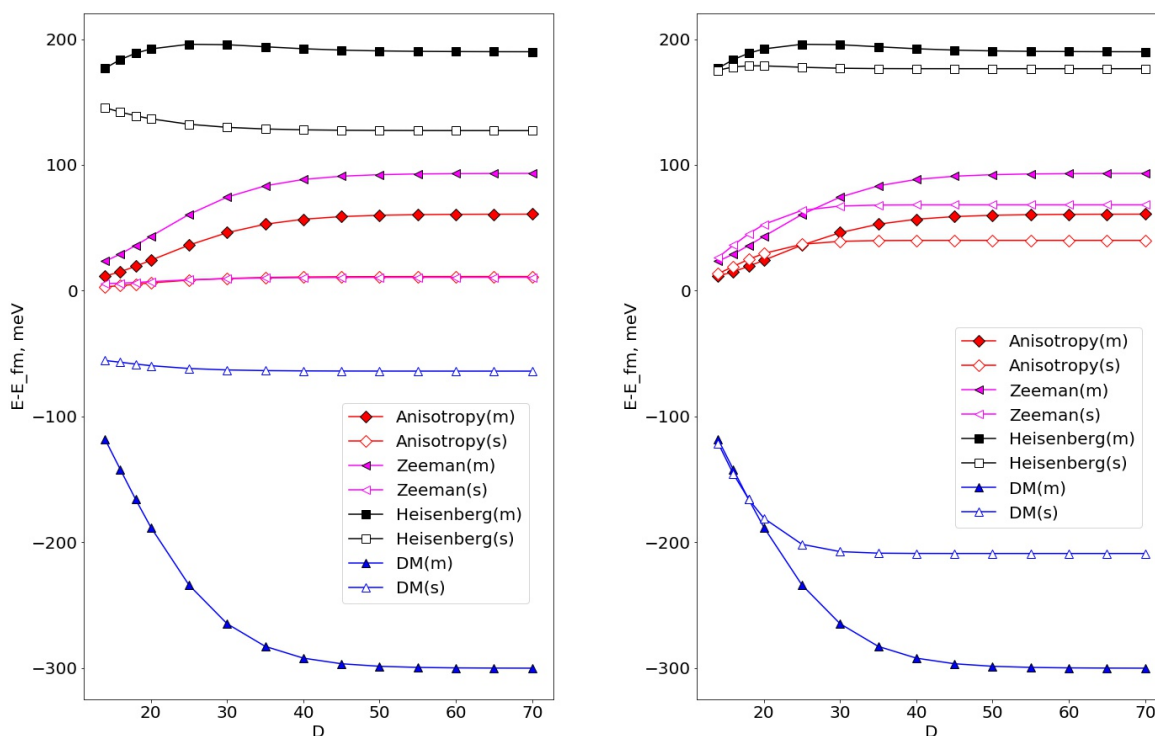 200
100
0
−100
−200
−300
E-E_fm, meV
20 30 40 50 60 70
D
Anisotropy(m)
Anisotropy(s)
Zeeman(m)
Zeeman(s)
Heisenberg(m)
Heisenberg(s)
DM(m)
DM(s)
200
100
0
−100
−200
−300
E-E_fm, meV
20 30 40 50 60 70
D
Anisotropy(m)
Anisotropy(s)
Zeeman(m)
Zeeman(s)
Heisenberg(m)
Heisenberg(s)
DM(m)
DM(s)